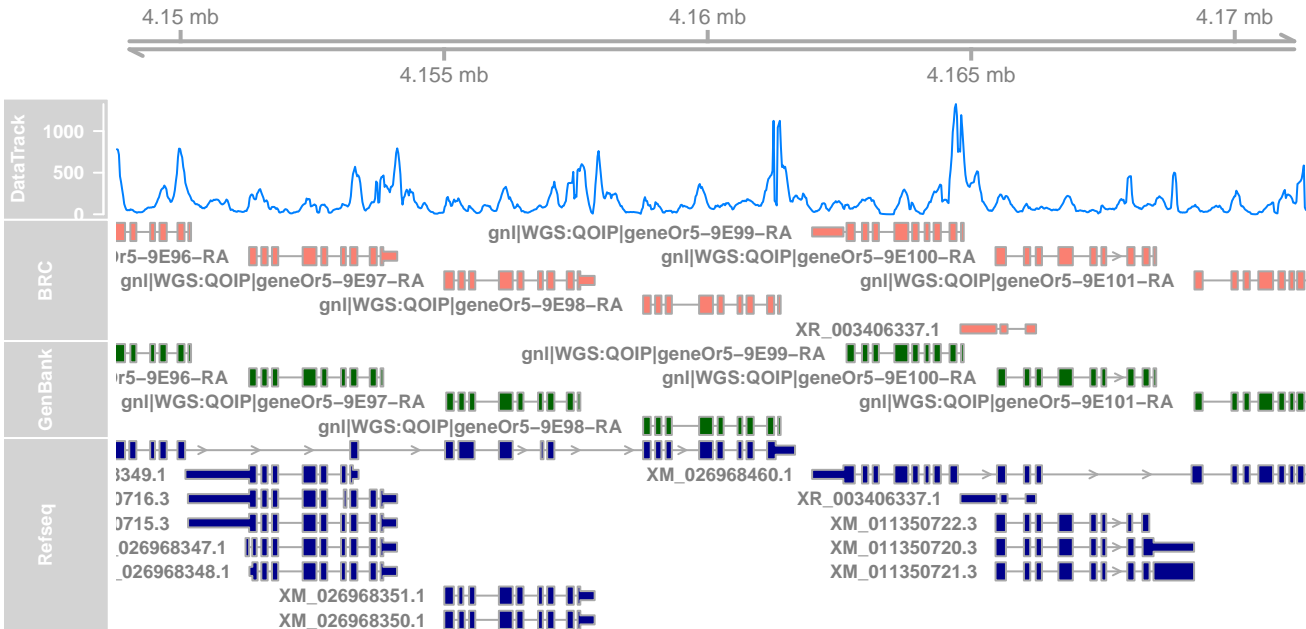 4.15 mb 4.16 mb 4.17 mb
4.155 mb 4.165 mb
DataTrack
1000
500
0
BRC
gnl|WGS:QOIP|geneOr5−9E99−RA
r5−9E96−RA gnl|WGS:QOIP|geneOr5−9E100−RA
gnl|WGS:QOIP|geneOr5−9E97−RA gnl|WGS:QOIP|geneOr5−9E101−RA
gnl|WGS:QOIP|geneOr5−9E98−RA
XR_003406337.1
GenBank
gnl|WGS:QOIP|geneOr5−9E99−RA
r5−9E96−RA gnl|WGS:QOIP|geneOr5−9E100−RA
gnl|WGS:QOIP|geneOr5−9E97−RA gnl|WGS:QOIP|geneOr5−9E101−RA
gnl|WGS:QOIP|geneOr5−9E98−RA
Refseq
8349.1 XM_026968460.1
0716.3 XR_003406337.1
0715.3 XM_011350722.3
_026968347.1 XM_011350720.3
_026968348.1 XM_011350721.3
XM_026968351.1
XM_026968350.1